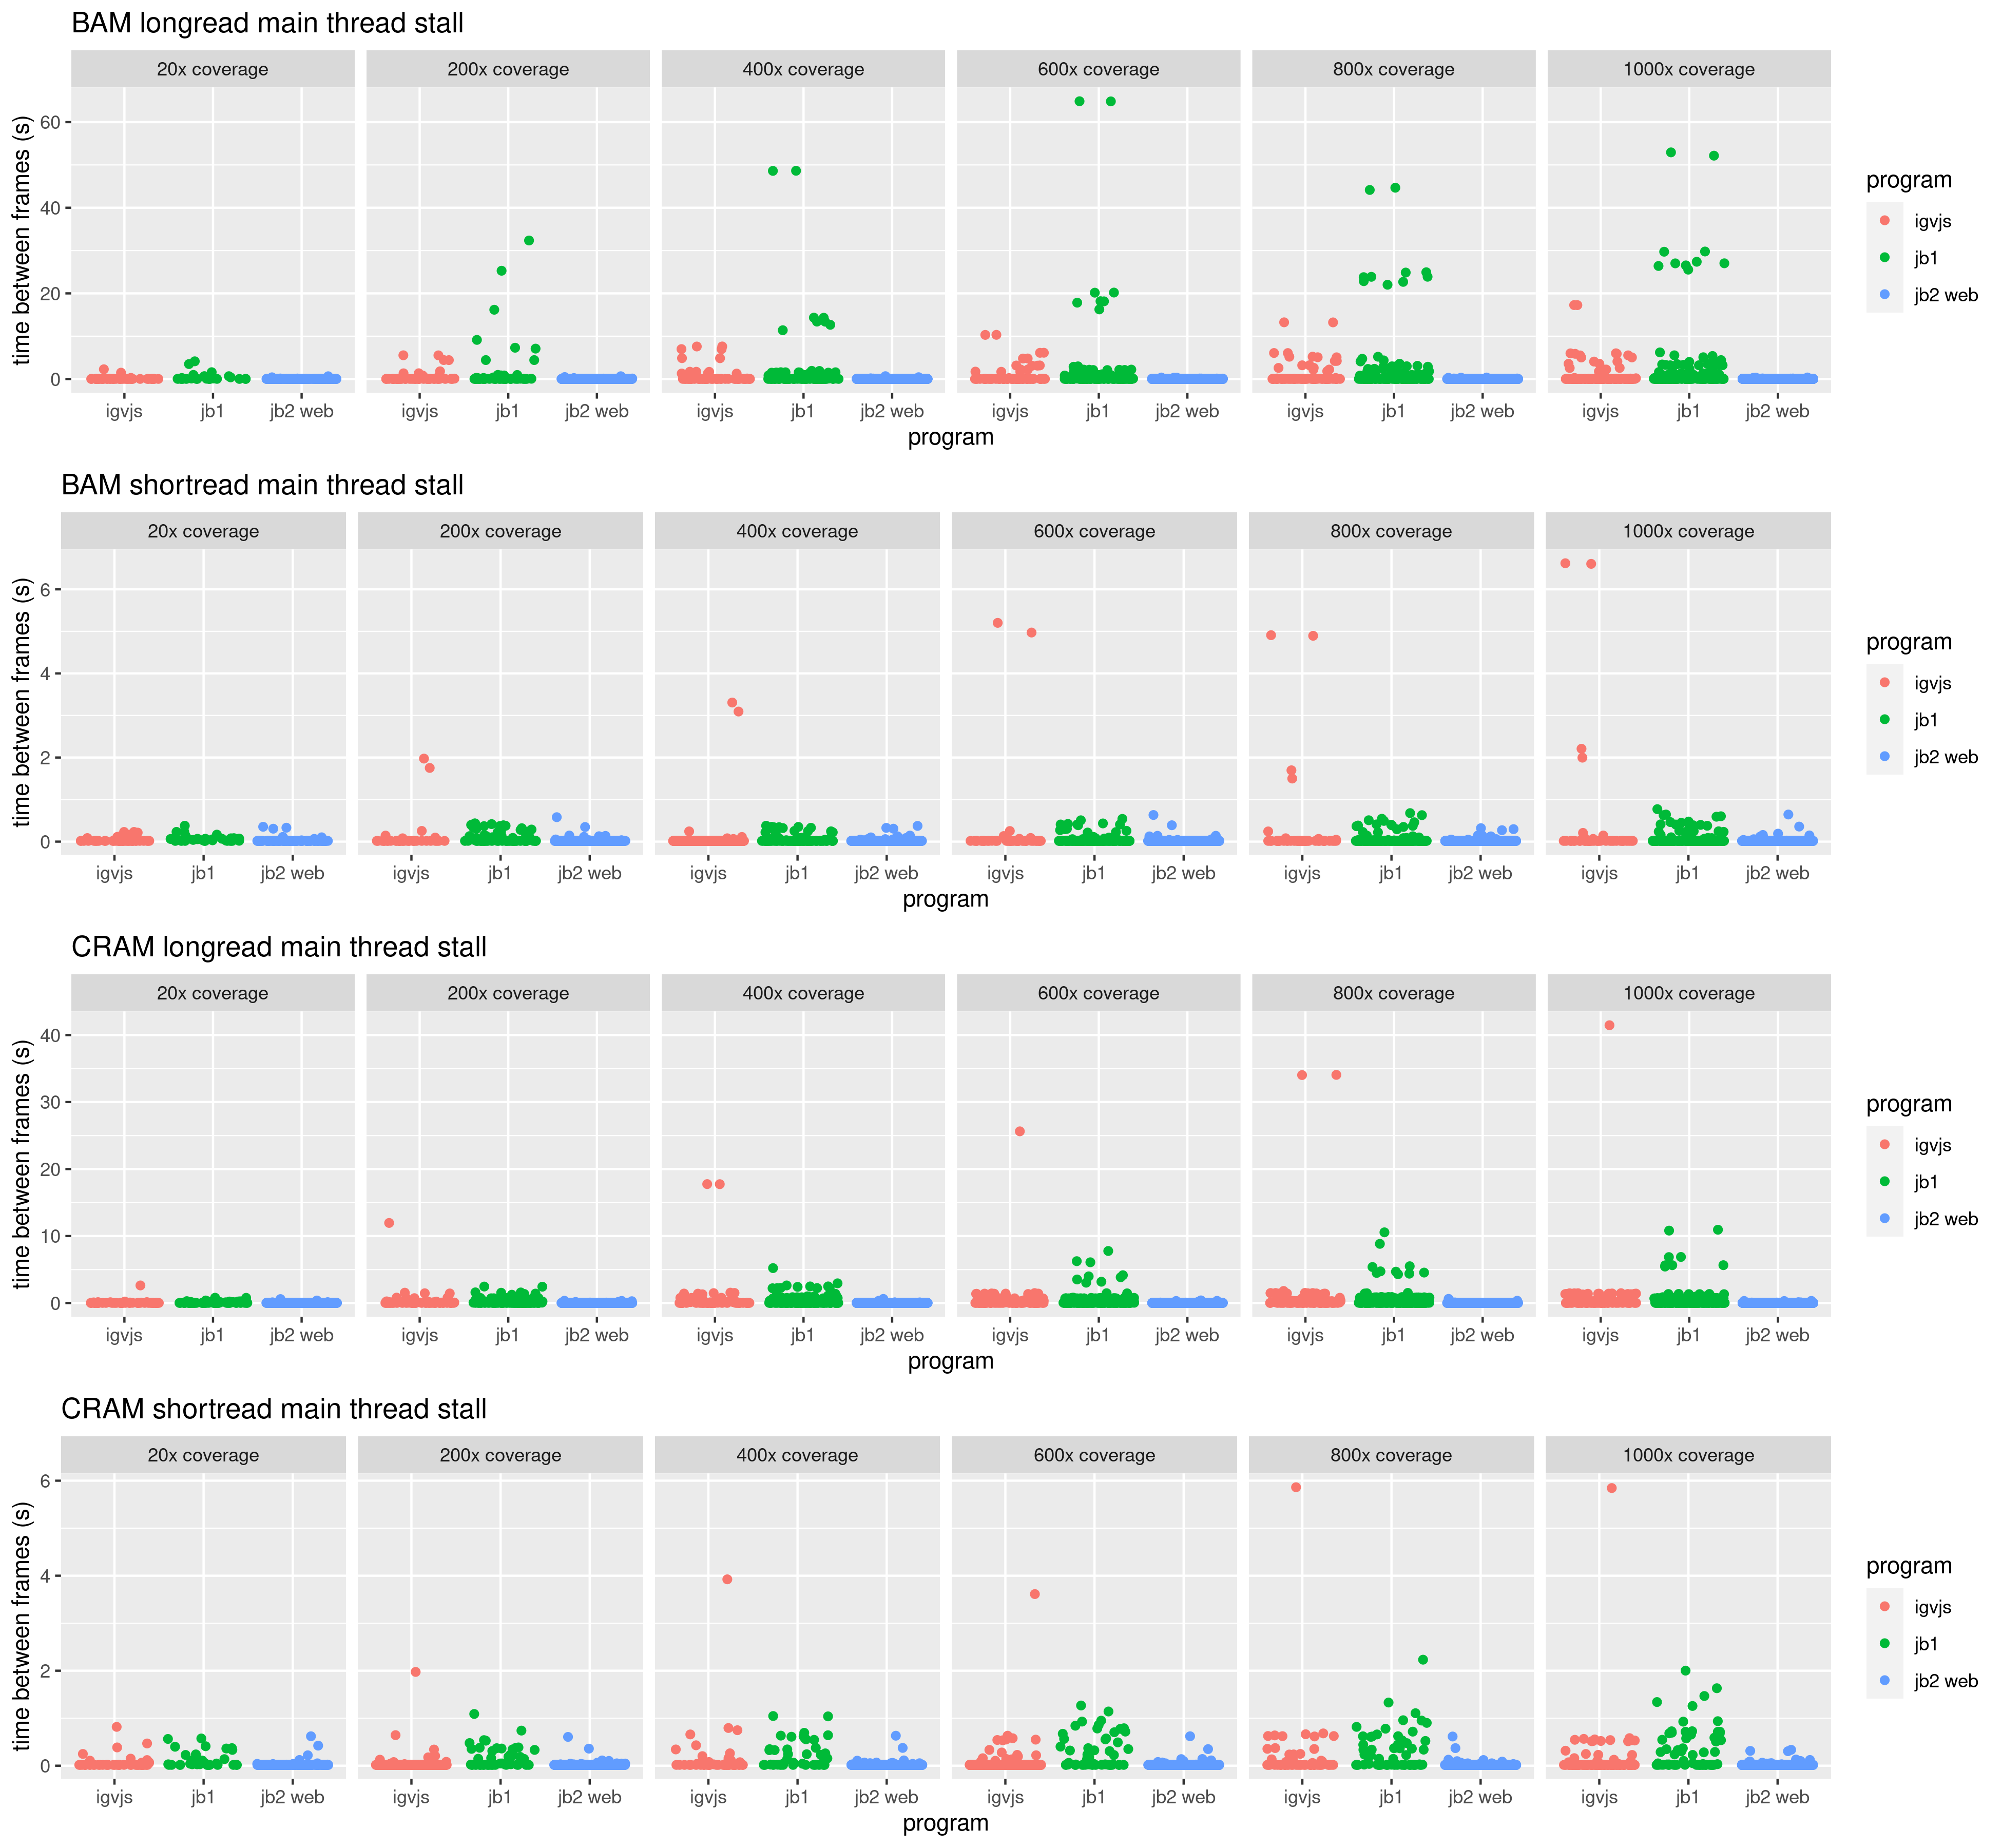 BAM longread main thread stall
20x coverage 200x coverage 400x coverage 600x coverage 800x coverage 1000x coverage
time between frames (s)
60
40
20
0
igvjs jb1 jb2 web igvjs jb1 jb2 web igvjs jb1 jb2 web igvjs jb1 jb2 web igvjs jb1 jb2 web igvjs jb1 jb2 web
program
program
igvjs
jb1
jb2 web
BAM shortread main thread stall
20x coverage 200x coverage 400x coverage 600x coverage 800x coverage 1000x coverage
time between frames (s)
6
4
2
0
igvjs jb1 jb2 web igvjs jb1 jb2 web igvjs jb1 jb2 web igvjs jb1 jb2 web igvjs jb1 jb2 web igvjs jb1 jb2 web
program
program
igvjs
jb1
jb2 web
CRAM longread main thread stall
20x coverage 200x coverage 400x coverage 600x coverage 800x coverage 1000x coverage
time between frames (s)
40
30
20
10
0
igvjs jb1 jb2 web igvjs jb1 jb2 web igvjs jb1 jb2 web igvjs jb1 jb2 web igvjs jb1 jb2 web igvjs jb1 jb2 web
program
program
igvjs
jb1
jb2 web
CRAM shortread main thread stall
20x coverage 200x coverage 400x coverage 600x coverage 800x coverage 1000x coverage
time between frames (s)
6
4
2
0
igvjs jb1 jb2 web igvjs jb1 jb2 web igvjs jb1 jb2 web igvjs jb1 jb2 web igvjs jb1 jb2 web igvjs jb1 jb2 web
program
program
igvjs
jb1
jb2 web